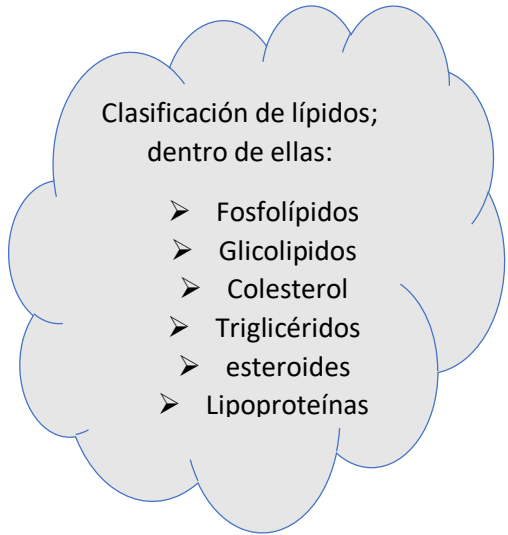 Clasificación de lípidos;
dentro de ellas:
➢ Fosfolípidos
➢ Glicolipidos
➢ Colesterol
➢ Triglicéridos
➢ esteroides
➢ Lipoproteínas